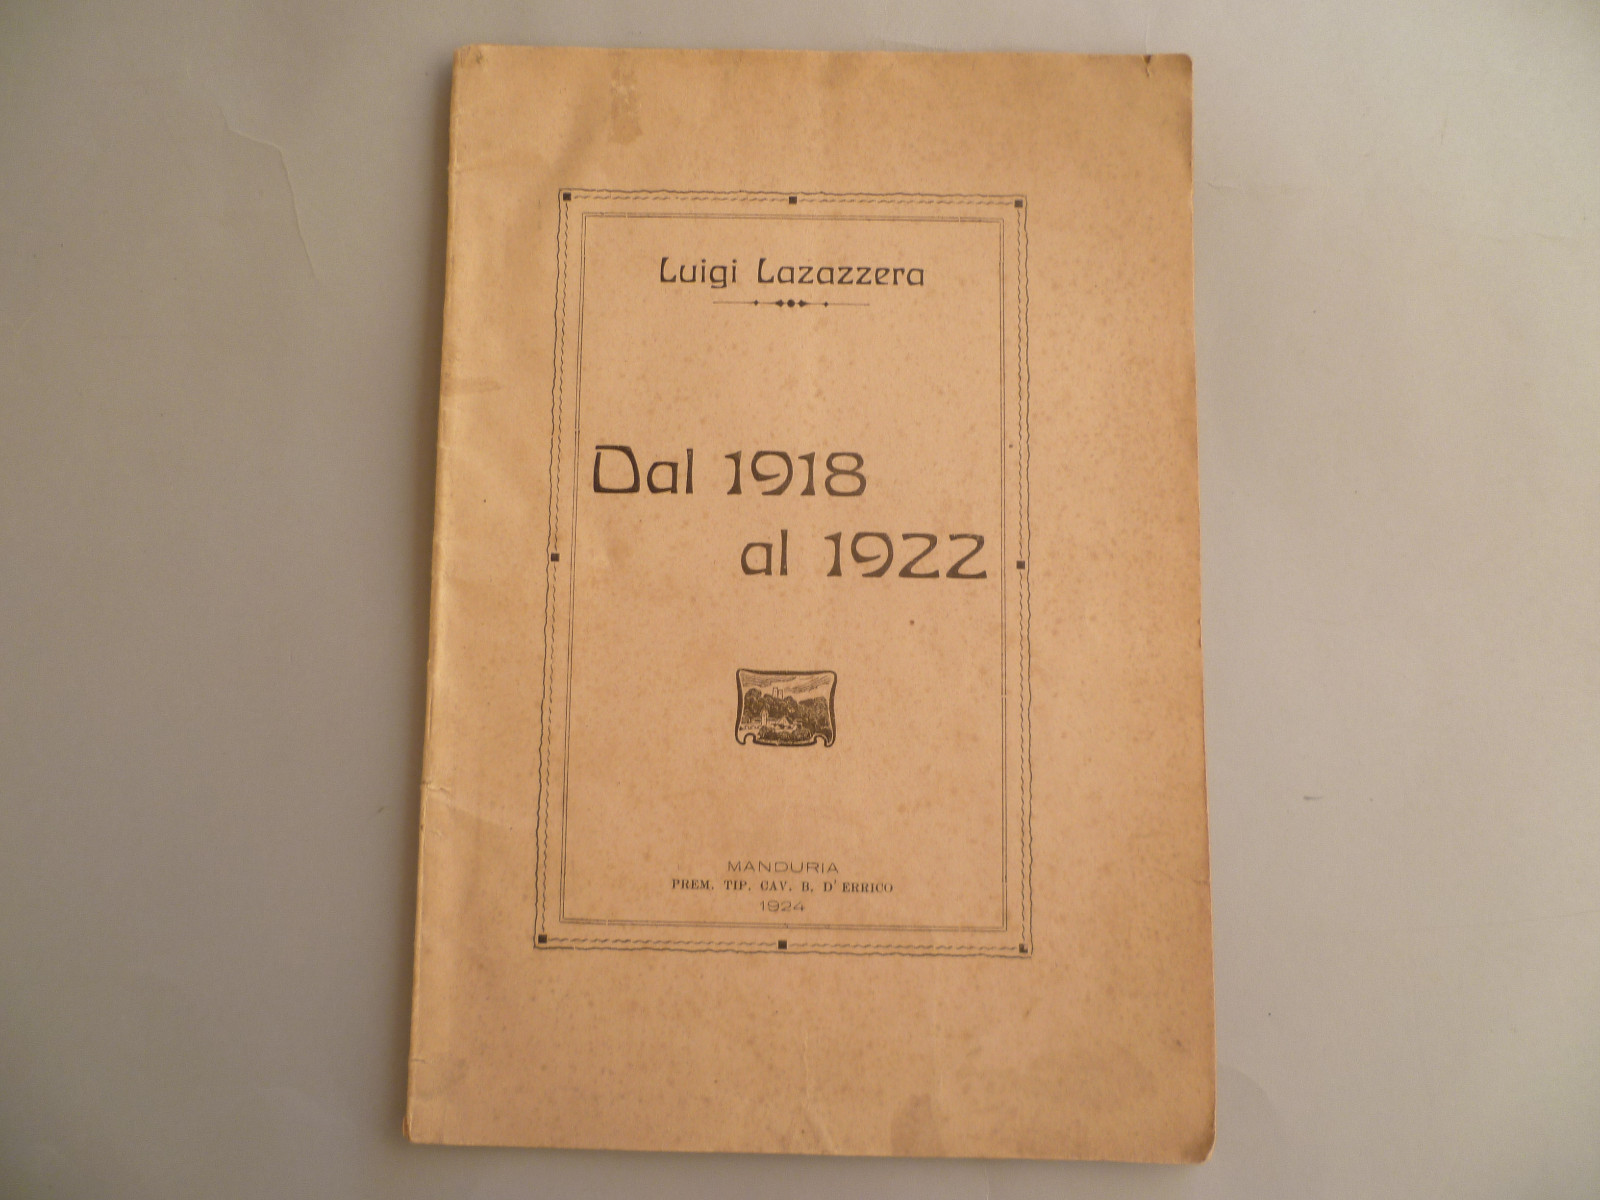 Luigi Lazazzera
Dal 1918
al 1922
MANDURIA
PREM. TIP. CAV. B. D'ERRICO
1924